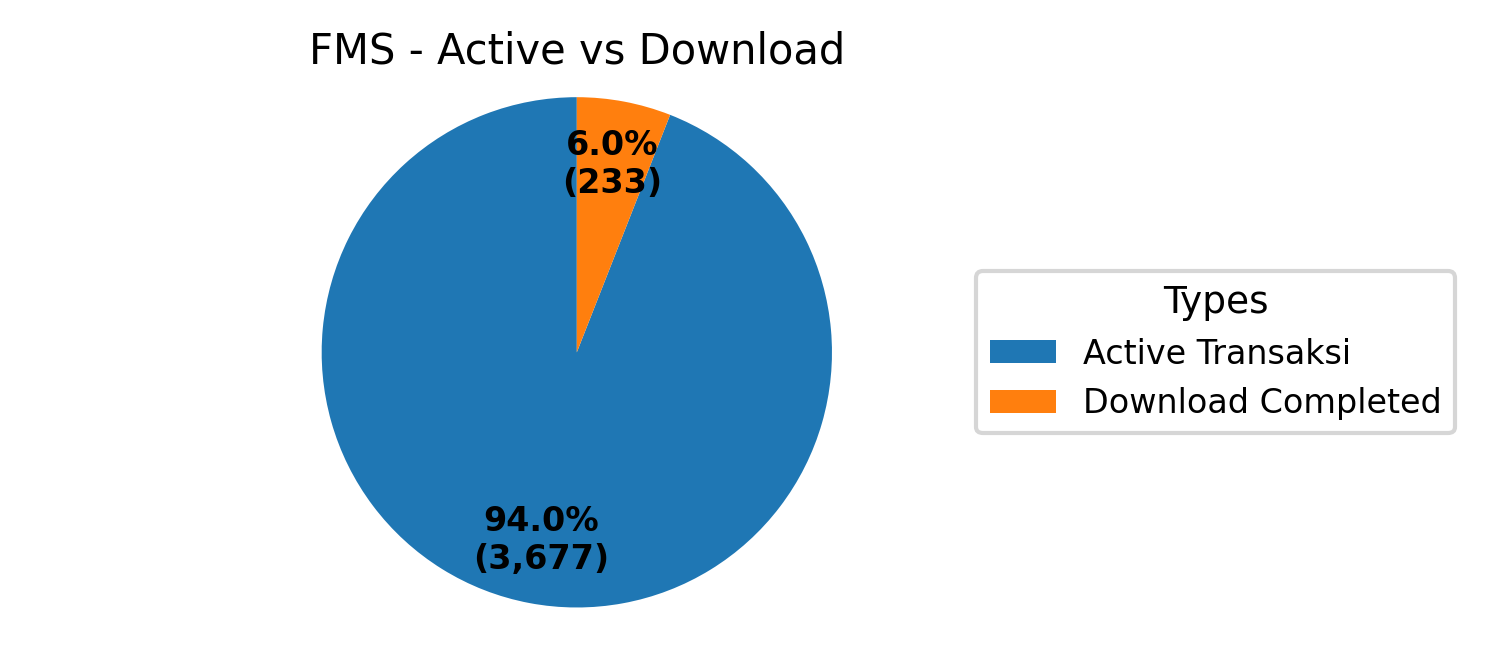 FMS - Active vs Download
6.0%
(233)
94.0%
(3,677)
Types
Active Transaksi
Download Completed